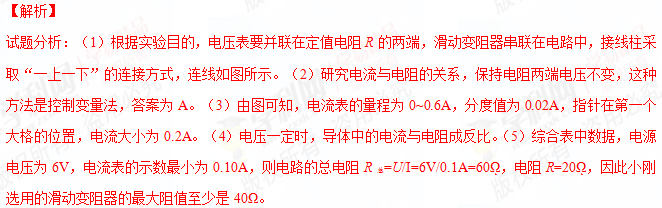 【解析】
试题分析：（1）根据实验目的，电压表要并联在定值电阻 R 的两端，滑动变阻器串联在电路中，接线柱采
取“一上一下”的连接方式，连线如图所示。（2）研究电流与电阻的关系，保持电阻两端电压不变，这种
方法是控制变量法，答案为 A。（3）由图可知，电流表的量程为 0~0.6A，分度值为 0.02A，指针在第一个
大格的位置，电流大小为 0.2A。（4）电压一定时，导体中的电流与电阻成反比。（5）综合表中数据，电源
电压为 6V，电流表的示数最小为 0.10A，则电路的总电阻 R 总=U/I=6V/0.1A=60Ω，电阻 R=20Ω，因此小刚
选用的滑动变阻器的最大阻值至少是 40Ω。